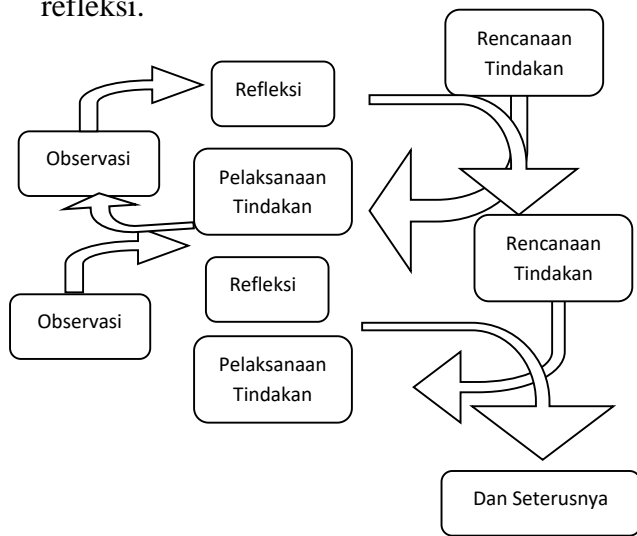 refleksi.
Rencanaan
Tindakan
Refleksi
Observasi
Pelaksanaan
Tindakan
Rencanaan
Tindakan
Refleksi
Observasi
Pelaksanaan
Tindakan
Dan Seterusnya